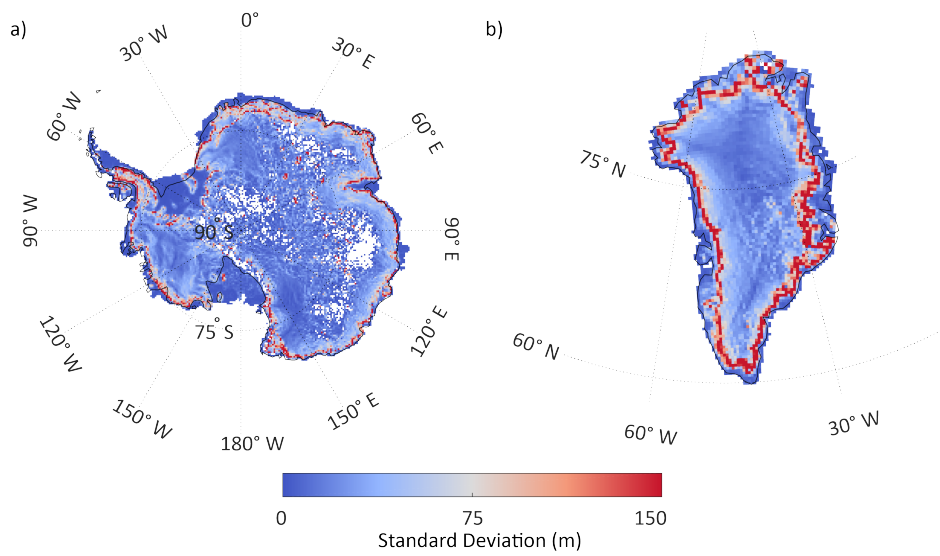 a)
0°
30° W
30° E
60° W
60° E
90° W
90° S
90° E
75° S
120° W
120° E
150° W
150° E
180° W
b)
75° N
60° N
60° W
30° W
0 75 150
Standard Deviation (m)